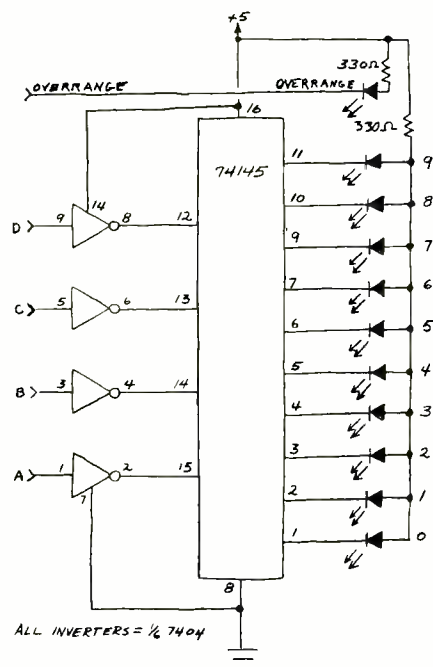 +5
330Ω
OVERRANGE OVERRANGE
16
330Ω
74145
14
11 9
10 8
D 9 8 12
9 7
7 6
C 5 6 13
6 5
5 4
B 3 4 14
4 3
3 2
A 1 2 15
7
2 1
1 0
8
ALL INVERTERS = 1/6 7404